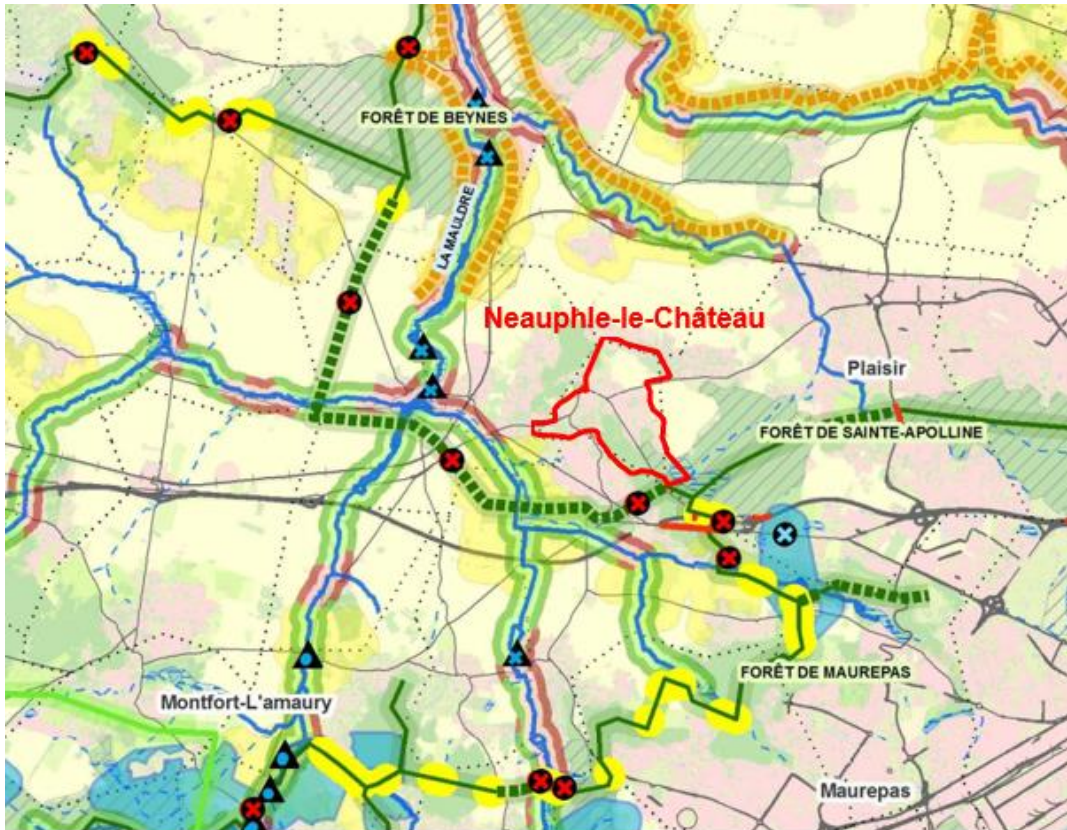 FORÊT DE BEYNES
LA MAULDRE
Neauphle-le-Château
Plaisir
FORÊT DE SAINTE-APOLLINE
FORÊT DE MAUREPAS
Montfort-L'amaury
Maurepas